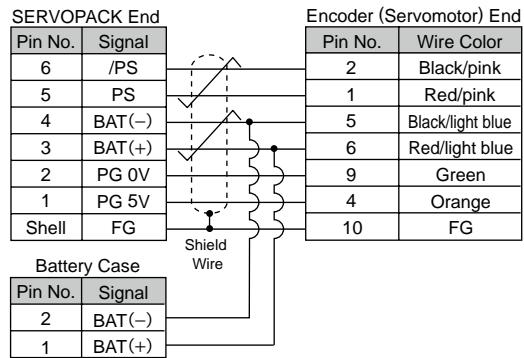 SERVOPACK End
Encoder (Servomotor) End
Pin No. Signal
Pin No. Wire Color
6 /PS
2 Black/pink
5 PS
1 Red/pink
4 BAT(−)
5 Black/light blue
3 BAT(+)
6 Red/light blue
2 PG 0V
9 Green
1 PG 5V
4 Orange
Shell FG
10 FG
Shield
Wire
Battery Case
Pin No. Signal
2 BAT(−)
1 BAT(+)